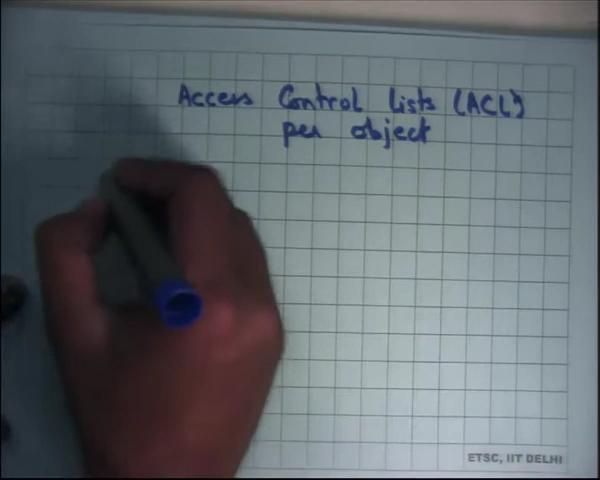 Access Control Lists (ACL)
per object
ETSC, IIT DELHI